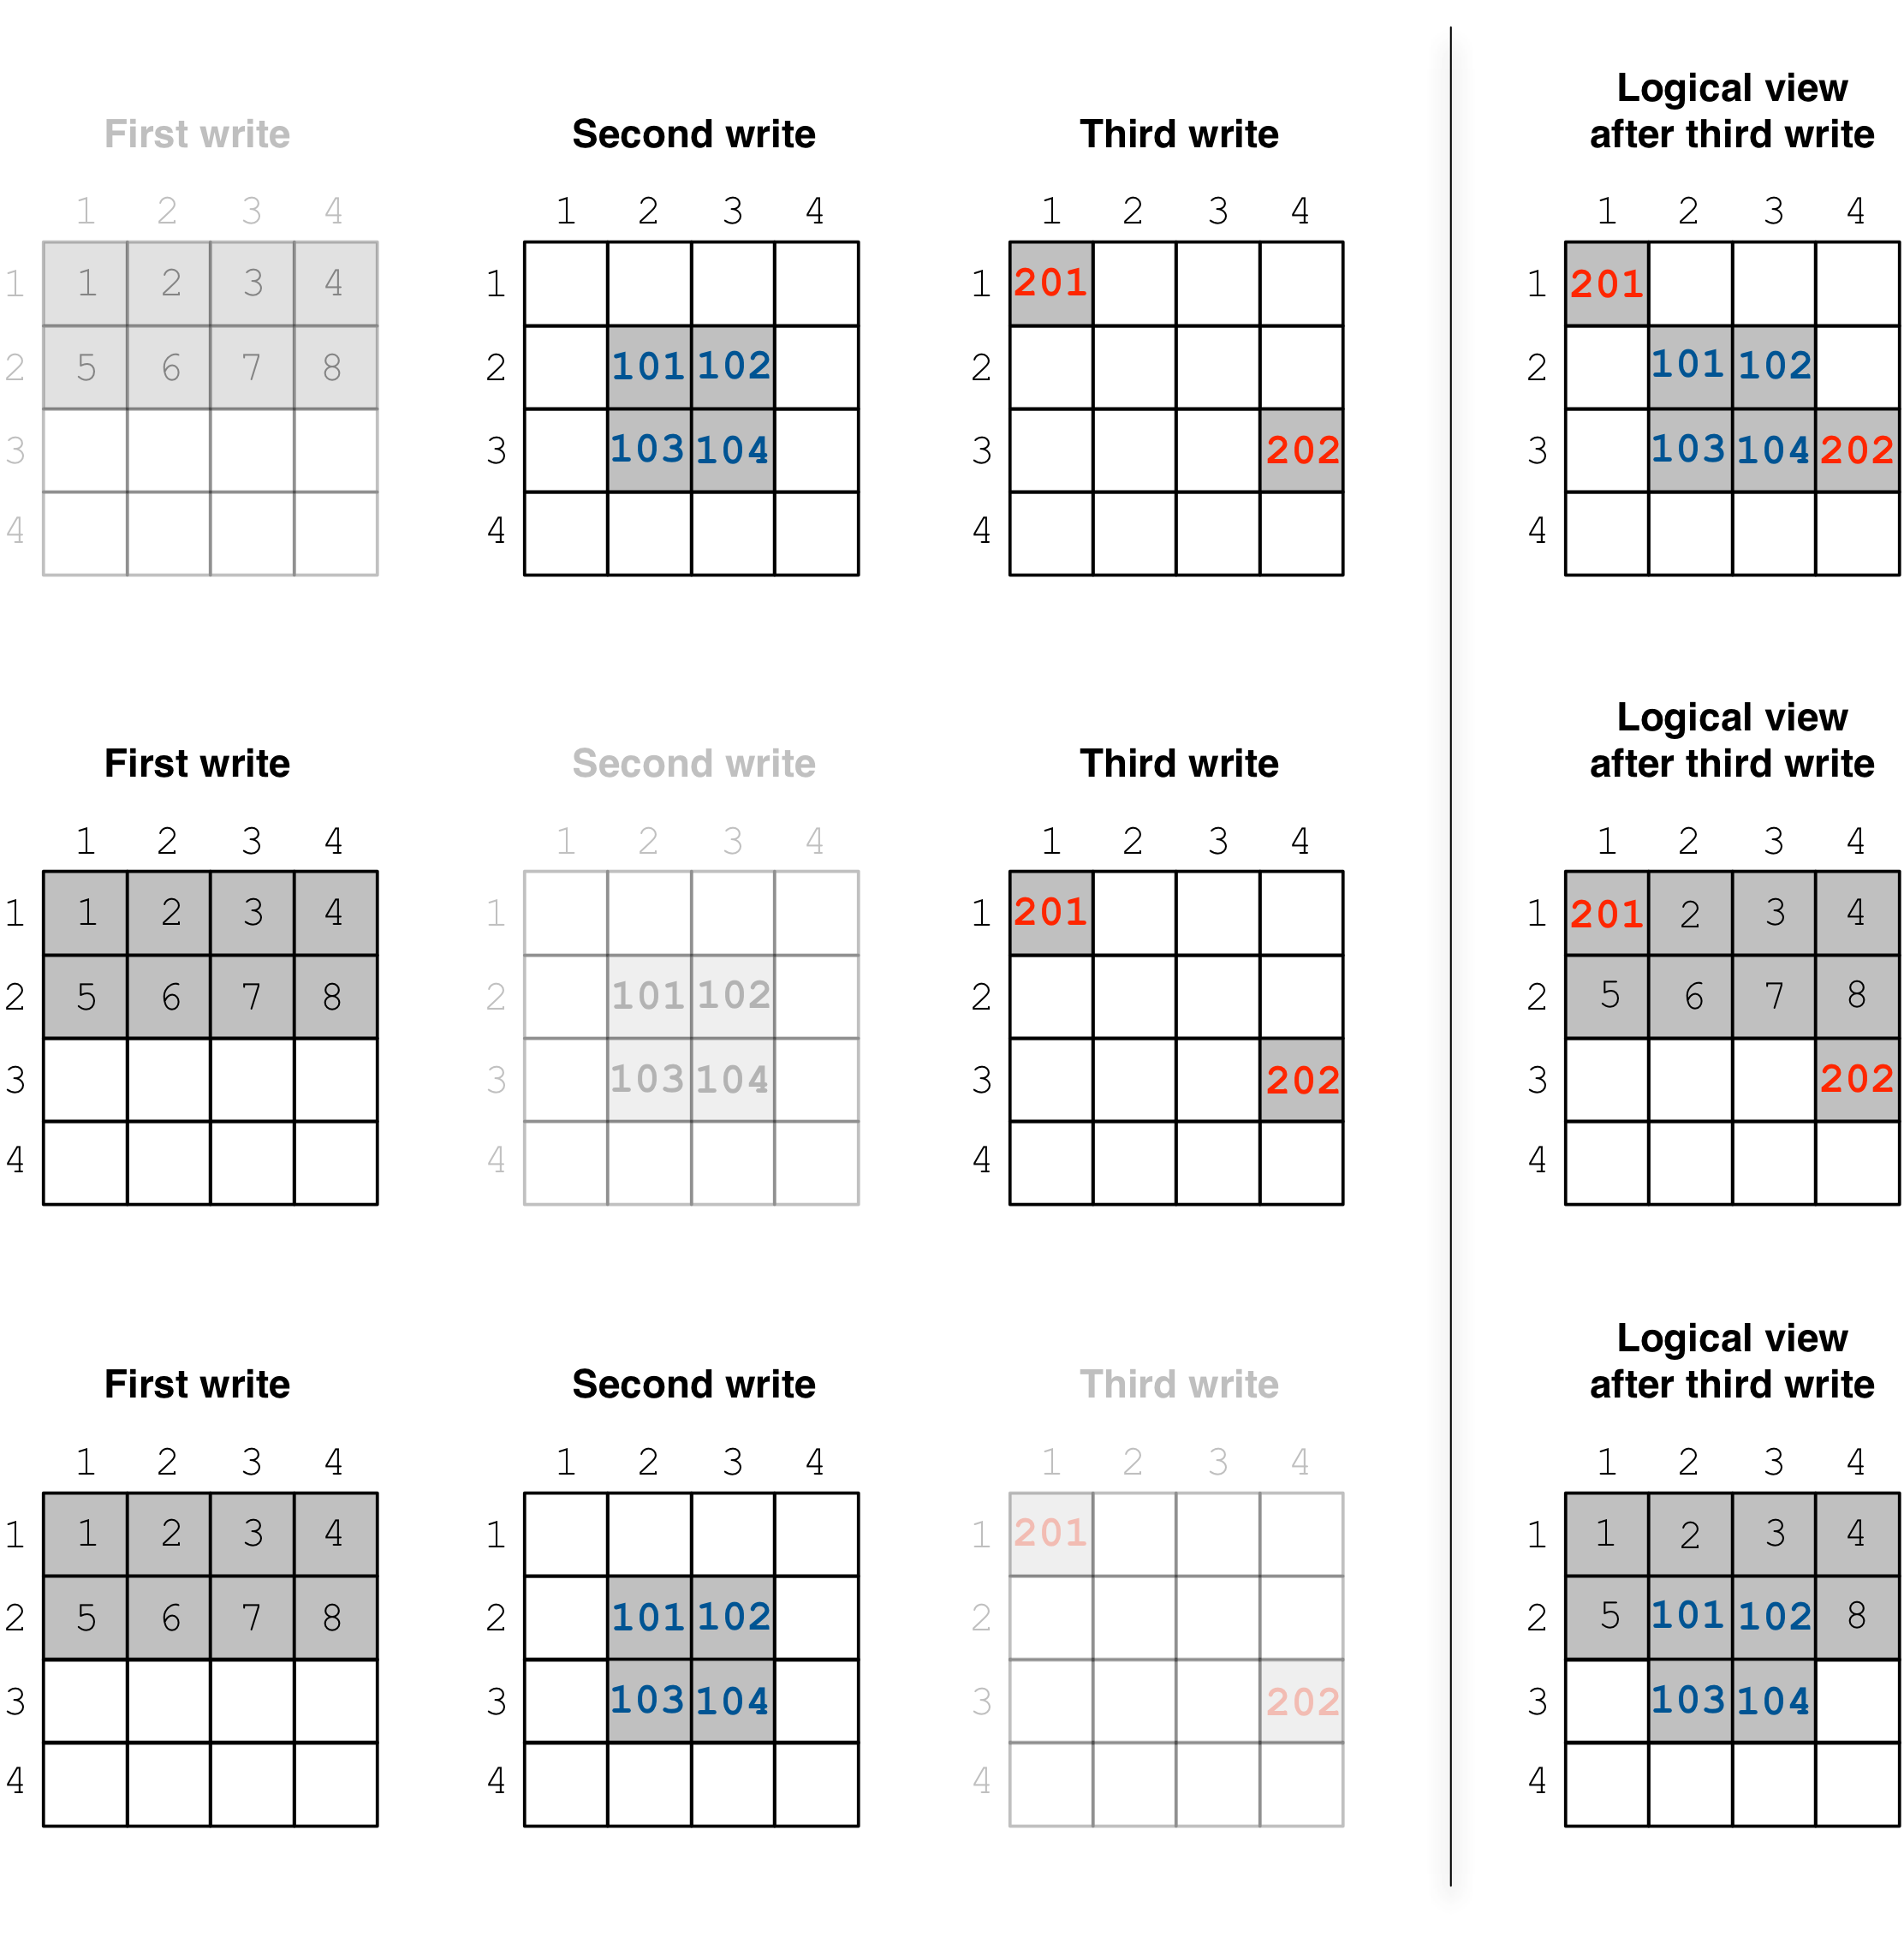 Logical view
First write Second write Third write after third write
1 2 3 4 1 2 3 4 1 2 3 4 1 2 3 4
1 1 2 3 4 1 1 201 1 201
2 5 6 7 8 2 101 102 2 2 101 102
3 3 103 104 3 202 3 103 104 202
4 4 4 4
Logical view
First write Second write Third write after third write
1 2 3 4 1 2 3 4 1 2 3 4 1 2 3 4
1 1 2 3 4 1 1 201 1 201 2 3 4
2 5 6 7 8 2 101 102 2 2 5 6 7 8
3 3 103 104 3 202 3 202
4 4 4 4
Logical view
First write Second write Third write after third write
1 2 3 4 1 2 3 4 1 2 3 4 1 2 3 4
1 1 2 3 4 1 1 201 1 1 2 3 4
2 5 6 7 8 2 101 102 2 2 5 101 102 8
3 3 103 104 3 202 3 103 104
4 4 4 4